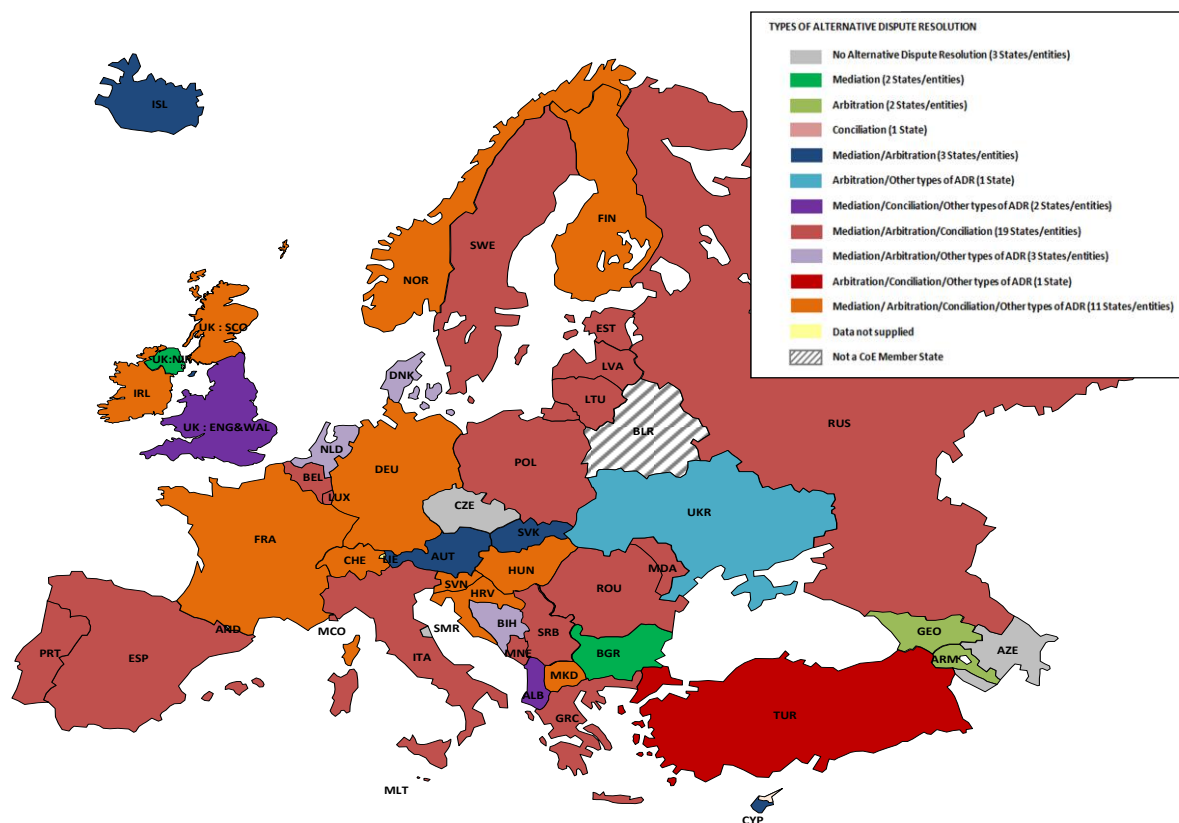 TYPES OF ALTERNATIVE DISPUTE RESOLUTION
No Alternative Dispute Resolution (3 States/entities)
Mediation (2 States/entities)
Arbitration (2 States/entities)
Conciliation (1 State)
Mediation/Arbitration (3 States/entities)
Arbitration/Other types of ADR (1 State)
Mediation/Conciliation/Other types of ADR (2 States/entities)
Mediation/Arbitration/Conciliation (19 States/entities)
Mediation/Arbitration/Other types of ADR (3 States/entities)
Arbitration/Conciliation/Other types of ADR (1 State)
Mediation/ Arbitration/Conciliation/Other types of ADR (11 States/entities)
Data not supplied
Not a CoE Member State
ISL
FIN
SWE
NOR
UK : SCO
EST
UK:NIR
LVA
DNK
IRL
LTU
RUS
UK : ENG&WAL
BLR
NLD
POL
DEU
BEL
LUX
CZE
UKR
SVK
FRA
AUT
CHE
LIE
HUN
MDA
SVN
ROU
HRV
BIH
AND
MCO
SMR
SRB
GEO
PRT
ESP
ITA
MNE
BGR
AZE
ARM
MKD
ALB
GRC
TUR
MLT
CYP